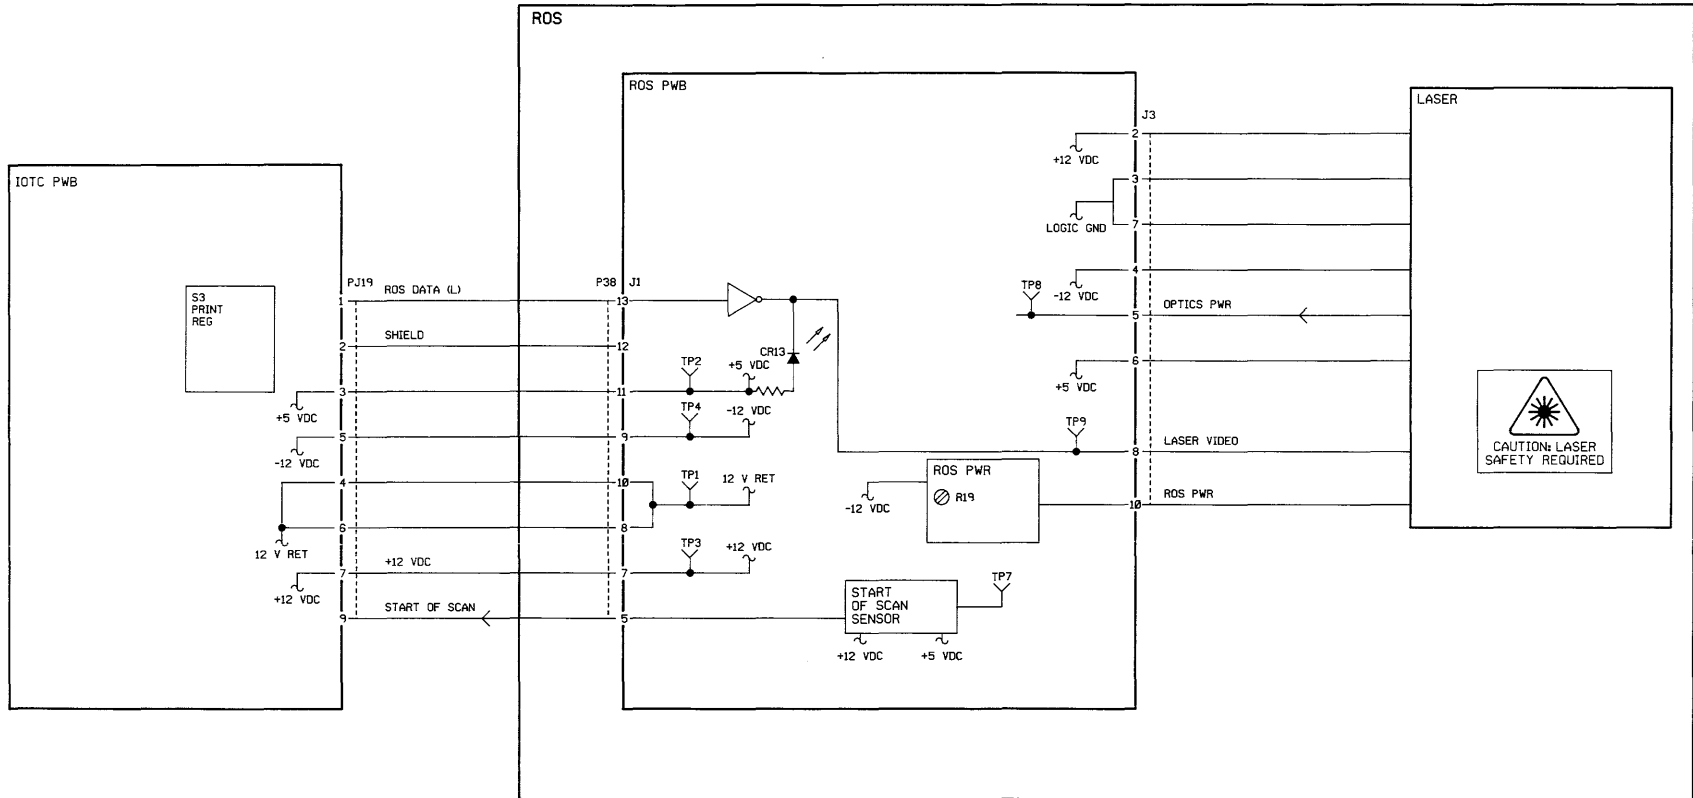 ROS
ROS PWB
LASER
J3
2
+12 VDC
3
IOTC PWB
LOGIC GND
7
4
-12 VDC
PJ19
P38
J1
S3
PRINT
REG
1
ROS DATA (L)
13
TP8
OPTICS PWR
5
2
SHIELD
12
CR13
TP2
+5 VDC
6
+5 VDC
3
11
+5 VDC
TP4
-12 VDC
TP9
5
9
-12 VDC
LASER VIDEO
8
CAUTION: LASER
SAFETY REQUIRED
ROS PWR
R19
-12 VDC
ROS PWR
10
4
10
TP1
12 V RET
6
8
12 V RET
TP3
+12 VDC
+12 VDC
7
7
+12 VDC
START OF SCAN
9
5
START
OF SCAN
SENSOR
TP7
+12 VDC
+5 VDC